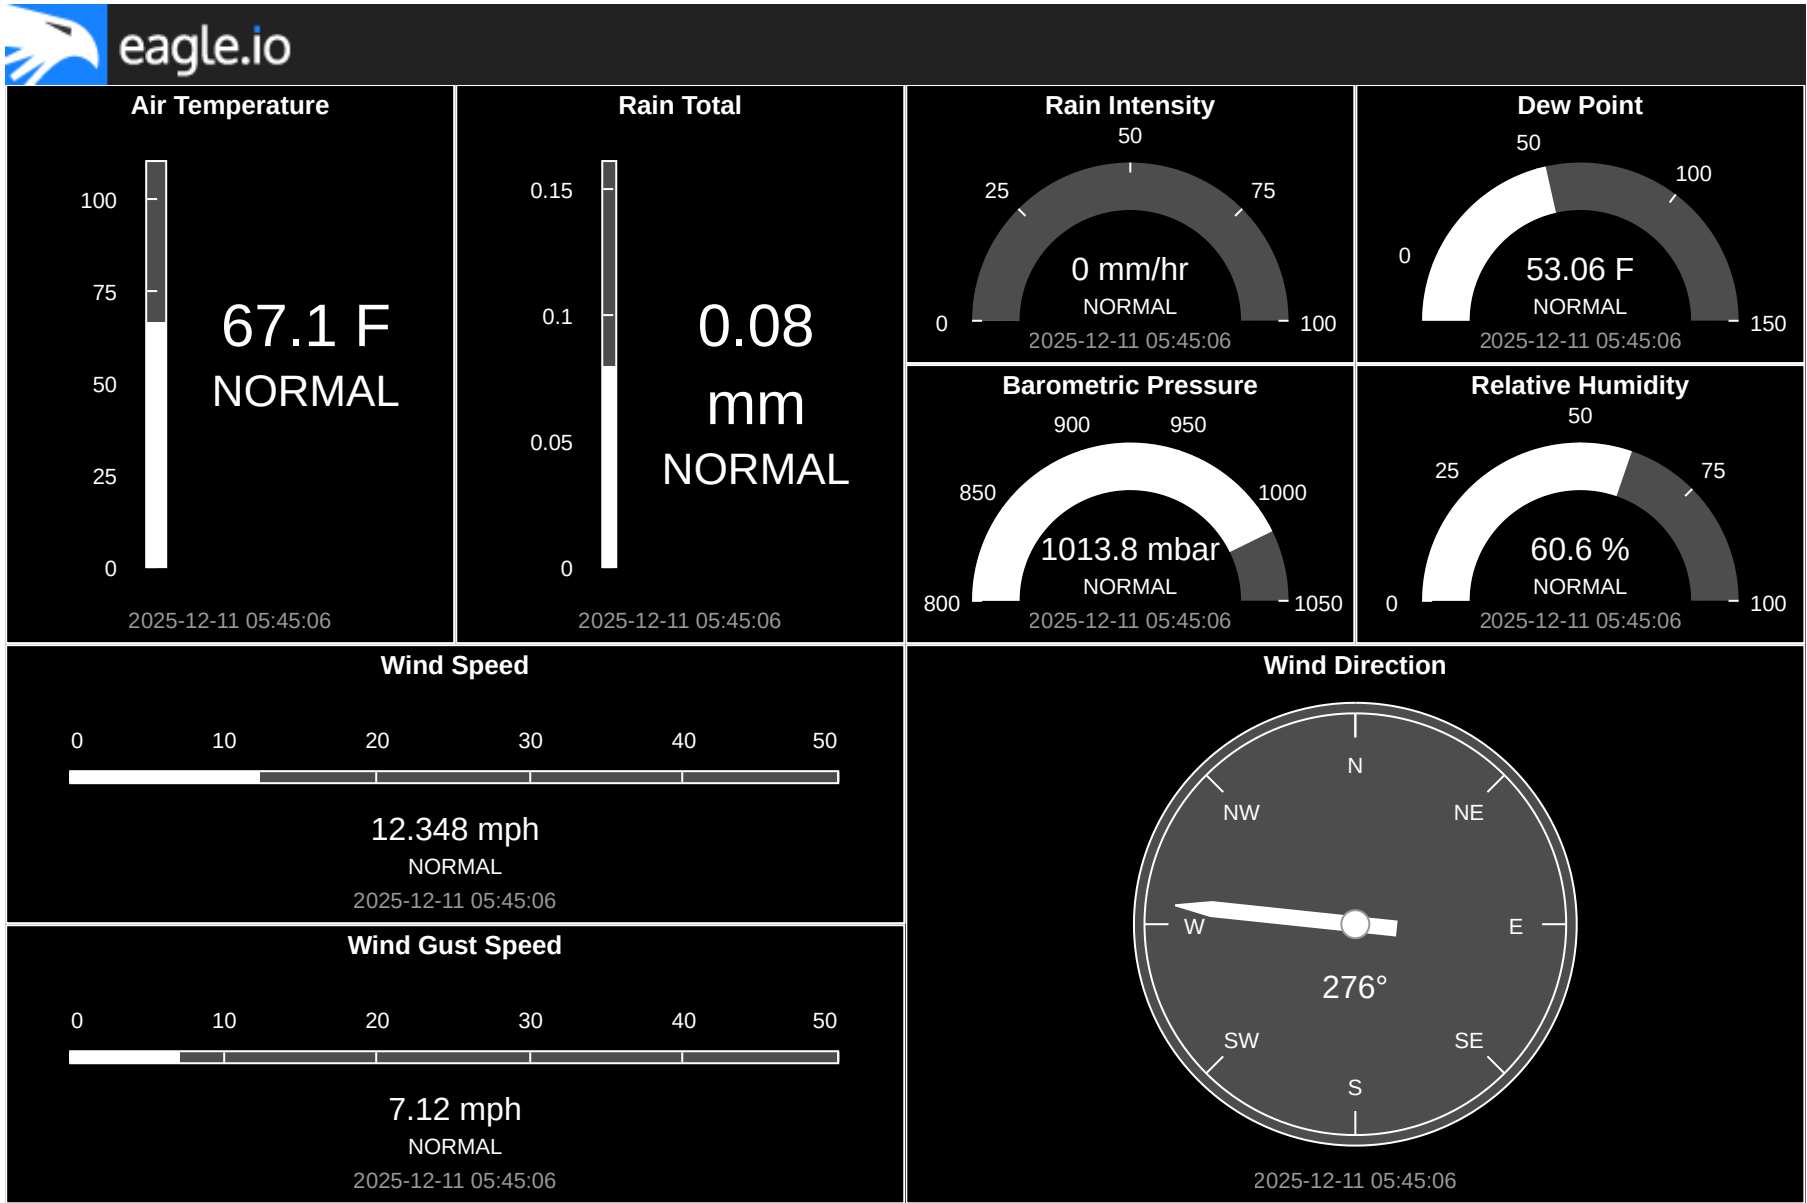 eagle.io
Air Temperature
100
75
50
25
0
67.1 F
NORMAL
2025-12-11 05:45:06
Rain Total
0.15
0.1
0.05
0
0.08
mm
NORMAL
2025-12-11 05:45:06
Rain Intensity
50
25
75
0
100
0 mm/hr
NORMAL
2025-12-11 05:45:06
Dew Point
50
100
0
150
53.06 F
NORMAL
2025-12-11 05:45:06
Barometric Pressure
900
950
850
1000
800
1050
1013.8 mbar
NORMAL
2025-12-11 05:45:06
Relative Humidity
50
25
75
0
100
60.6 %
NORMAL
2025-12-11 05:45:06
Wind Speed
0 10 20 30 40 50
12.348 mph
NORMAL
2025-12-11 05:45:06
Wind Gust Speed
0 10 20 30 40 50
7.12 mph
NORMAL
2025-12-11 05:45:06
Wind Direction
N
NW NE
W E
276°
SW SE
S
2025-12-11 05:45:06